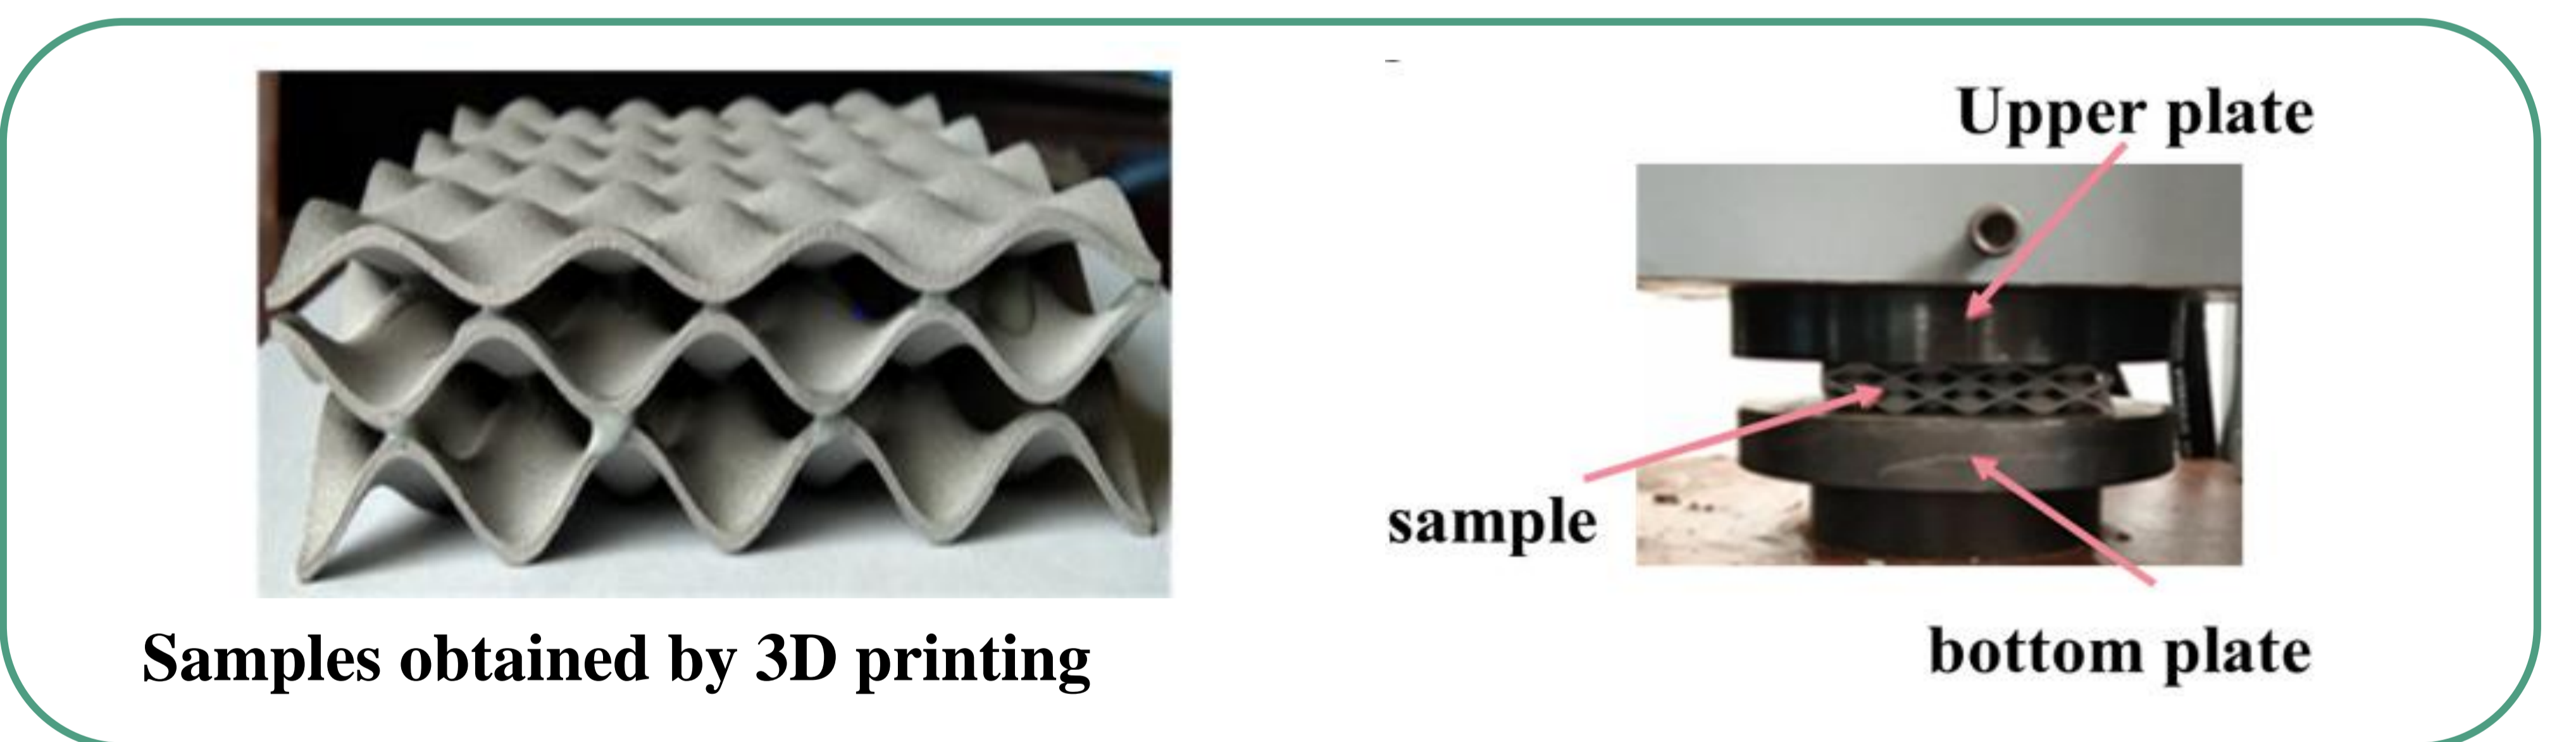 Samples obtained by 3D printing
Upper plate
sample
bottom plate